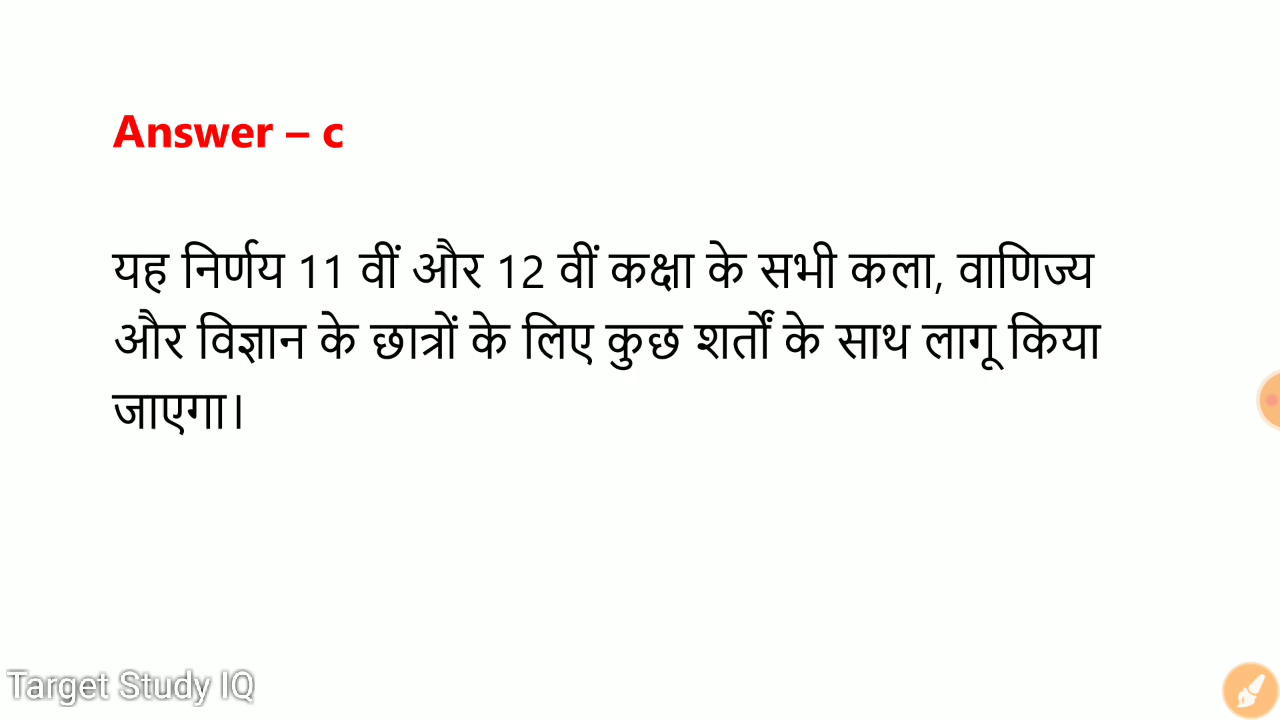 Answer – c
यह निर्णय 11 वीं और 12 वीं कक्षा के सभी कला, वाणिज्य
और विज्ञान के छात्रों के लिए कुछ शर्तों के साथ लागू किया
जाएगा।
Target Study IQ